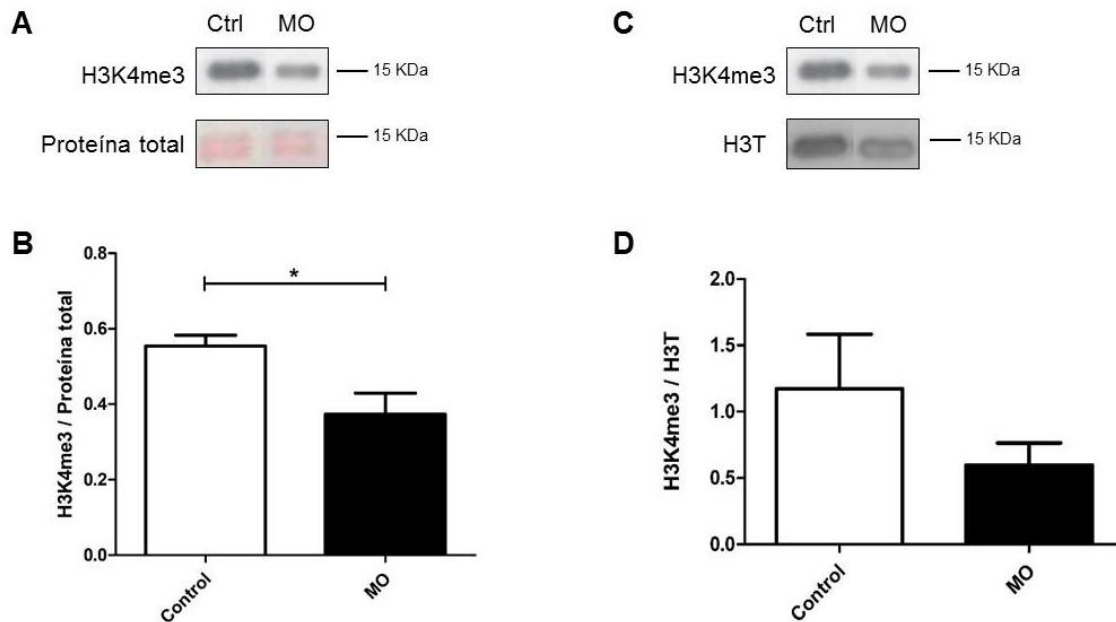 A
Ctrl MO
H3K4me3
15 KDa
Proteína total
15 KDa
B
H3K4me3 / Proteína total
0.8
0.6
0.4
0.2
0.0
*
Control
MO
C
Ctrl MO
H3K4me3
15 KDa
H3T
15 KDa
D
H3K4me3 / H3T
2.0
1.5
1.0
0.5
0.0
Control
MO